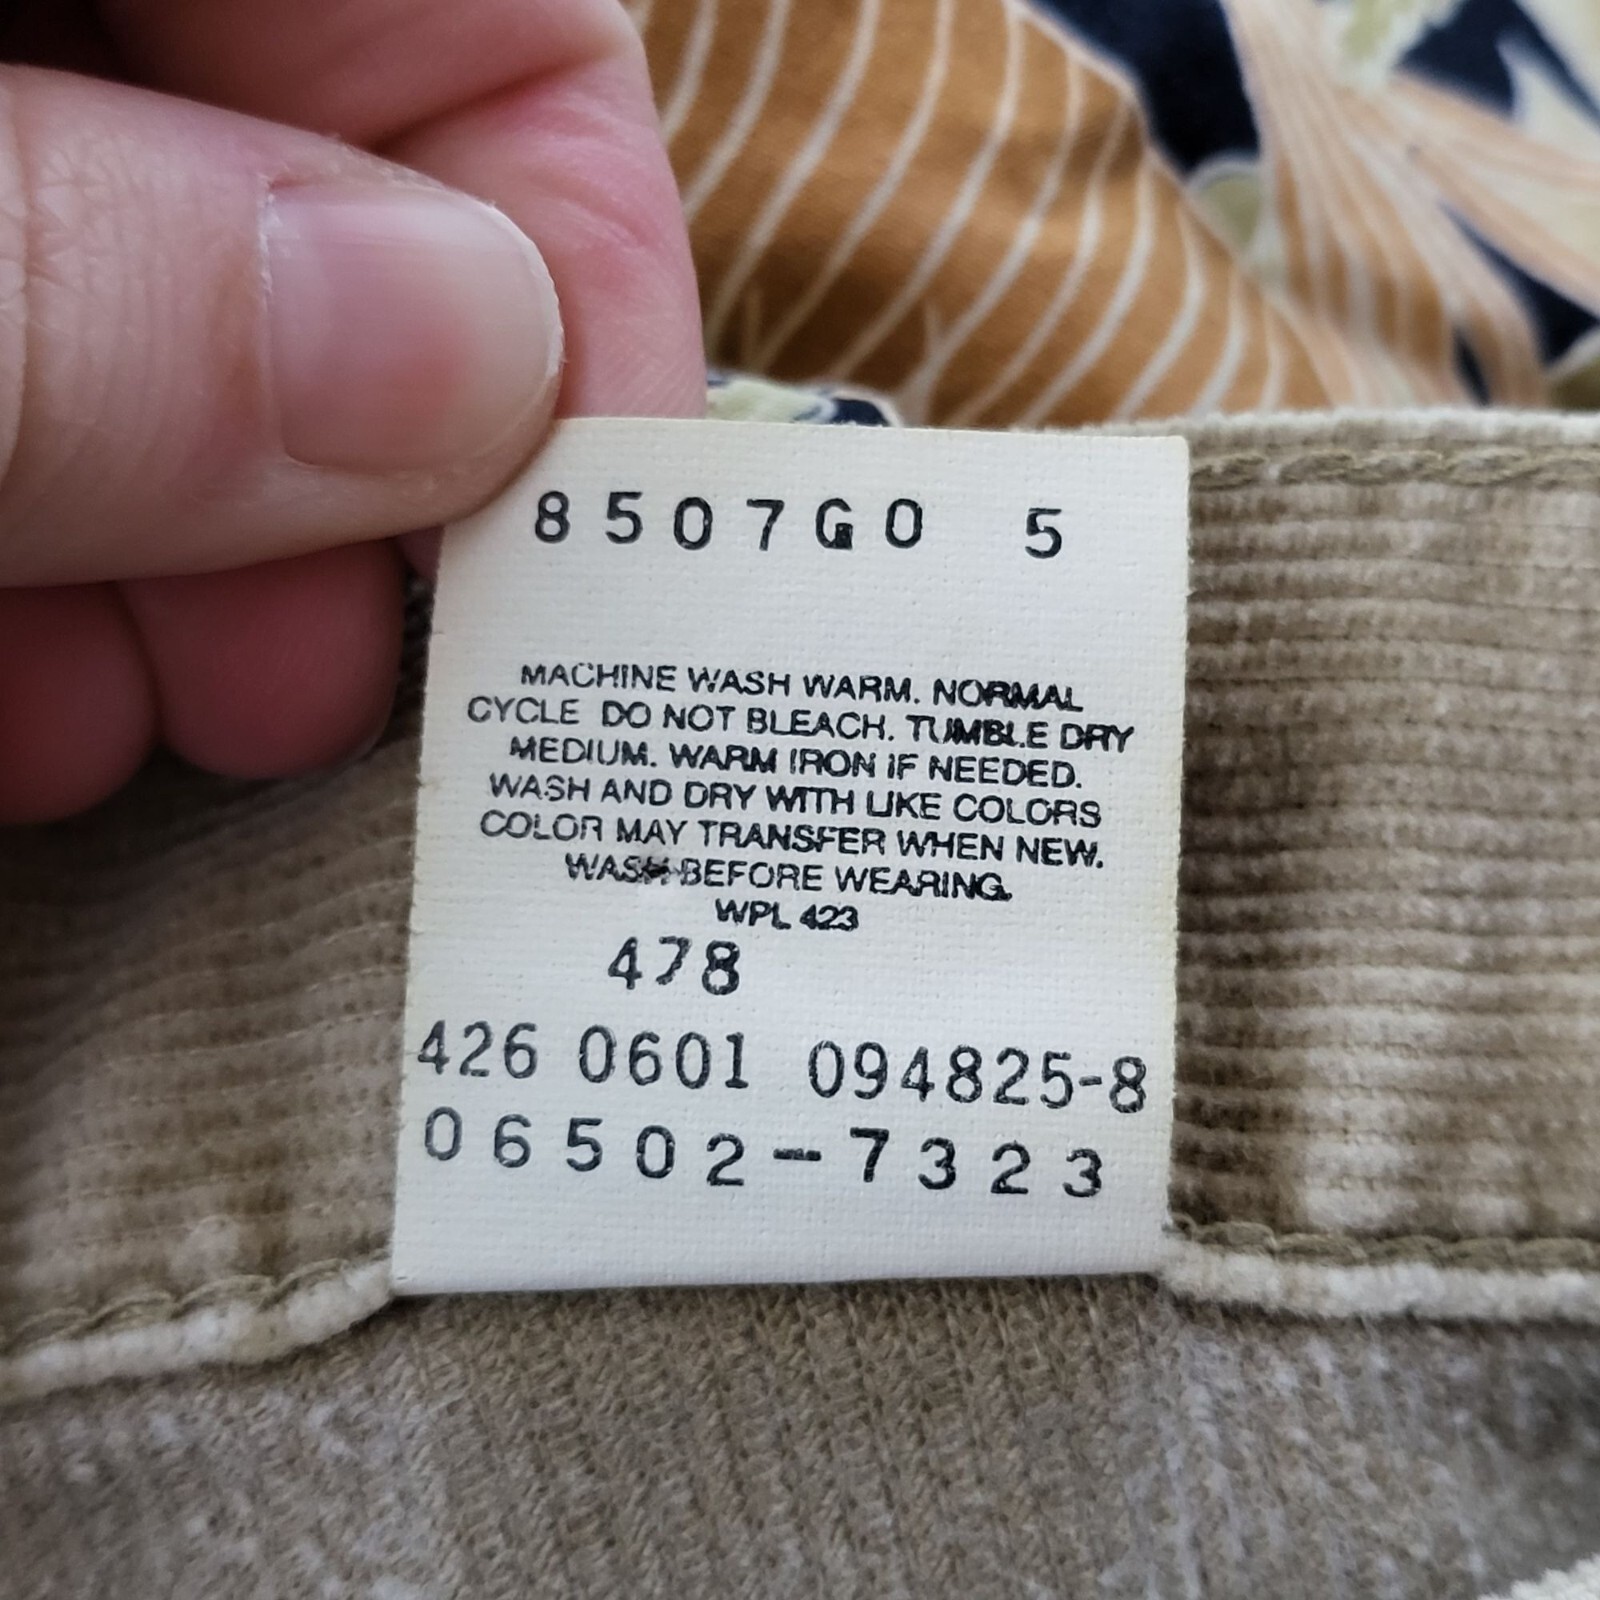 8507G0 5
MACHINE WASH WARM. NORMAL
CYCLE DO NOT BLEACH. TUMBLE DRY
MEDIUM. WARM IRON IF NEEDED.
WASH AND DRY WITH LIKE COLORS
COLOR MAY TRANSFER WHEN NEW.
WASH BEFORE WEARING.
WPL 423
478
426 0601 094825-8
06502-7323